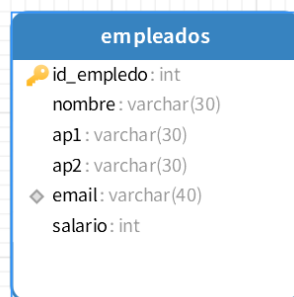 empleados
id_empledo : int
nombre : varchar(30)
ap1 : varchar(30)
ap2 : varchar(30)
email : varchar(40)
salario : int